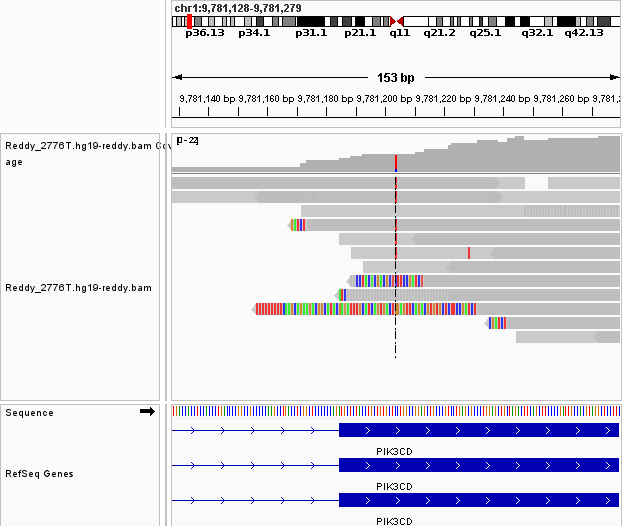 chr1:9,781,128-9,781,279
p36.13 p34.1 p31.1 p21.1 q11 q21.2 q25.1 q32.1 q42.13
153 bp
9,781,140 bp 9,781,160 bp 9,781,180 bp 9,781,200 bp 9,781,220 bp 9,781,240 bp 9,781,260 bp 9,781,2
Reddy_2776T.hg19-reddy.bam Cov
age
[0 - 22]
Reddy_2776T.hg19-reddy.bam
Sequence
PIK3CD
RefSeq Genes
PIK3CD
PIK3CD